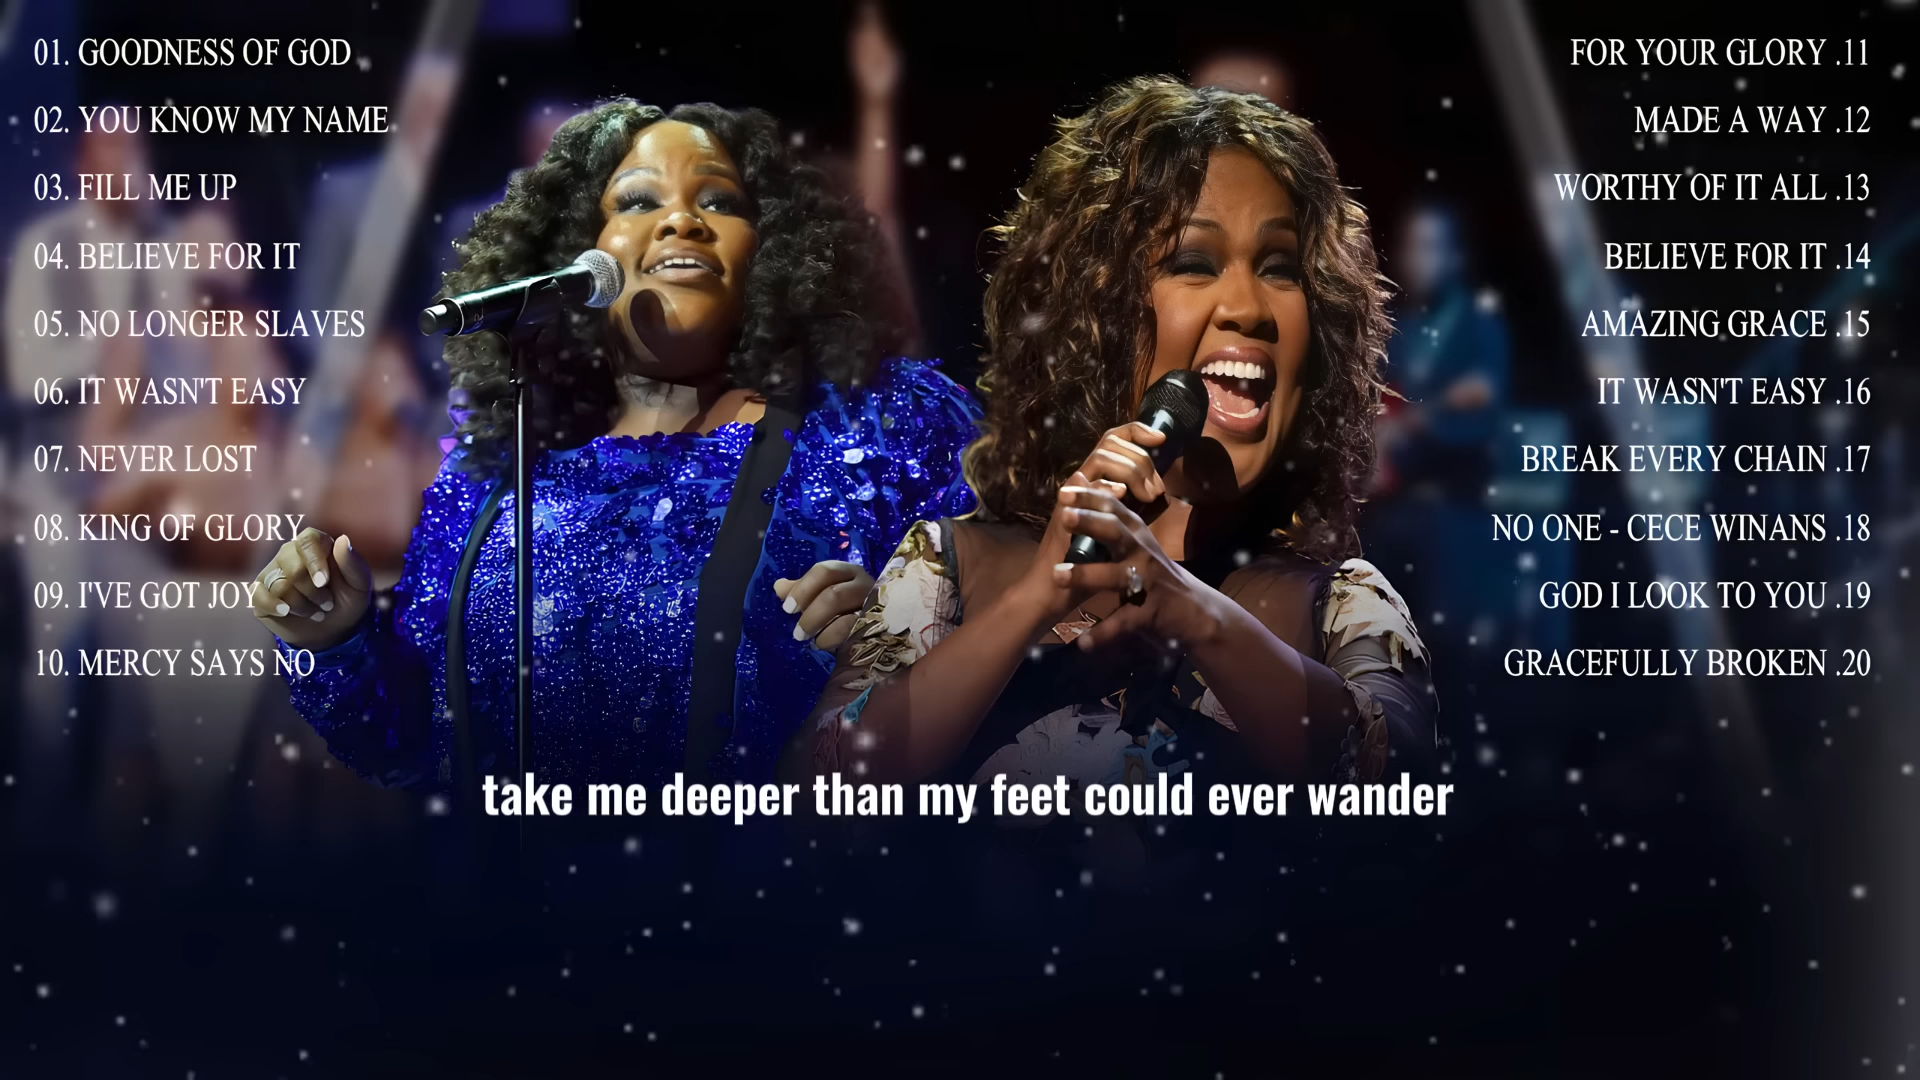 01. GOODNESS OF GOD
02. YOU KNOW MY NAME
03. FILL ME UP
04. BELIEVE FOR IT
05. NO LONGER SLAVES
06. IT WASN'T EASY
07. NEVER LOST
08. KING OF GLORY
09. I'VE GOT JOY
10. MERCY SAYS NO
FOR YOUR GLORY .11
MADE A WAY .12
WORTHY OF IT ALL .13
BELIEVE FOR IT .14
AMAZING GRACE .15
IT WASN'T EASY .16
BREAK EVERY CHAIN .17
NO ONE - CECE WINANS .18
GOD I LOOK TO YOU .19
GRACEFULLY BROKEN .20
take me deeper than my feet could ever wander